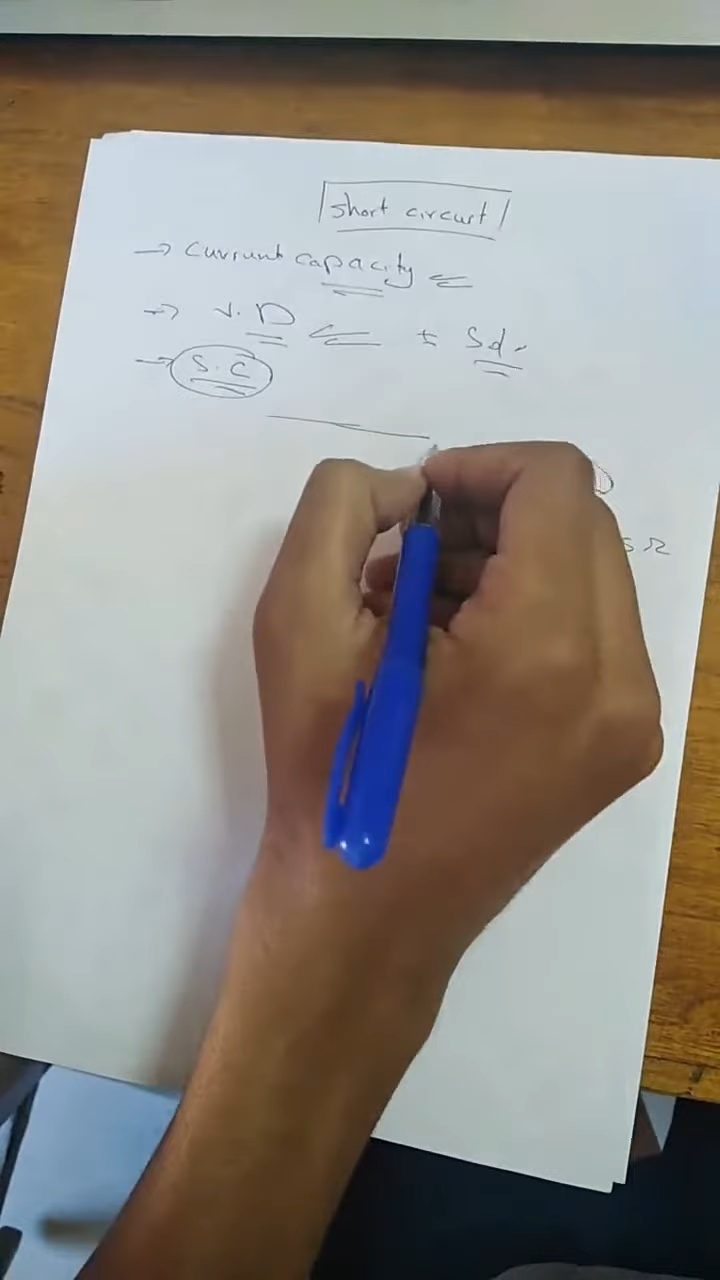 short circuit
→ Current capacity ⇐
→ V.D ⇐ ± Sd.
→ S.C
s Ω